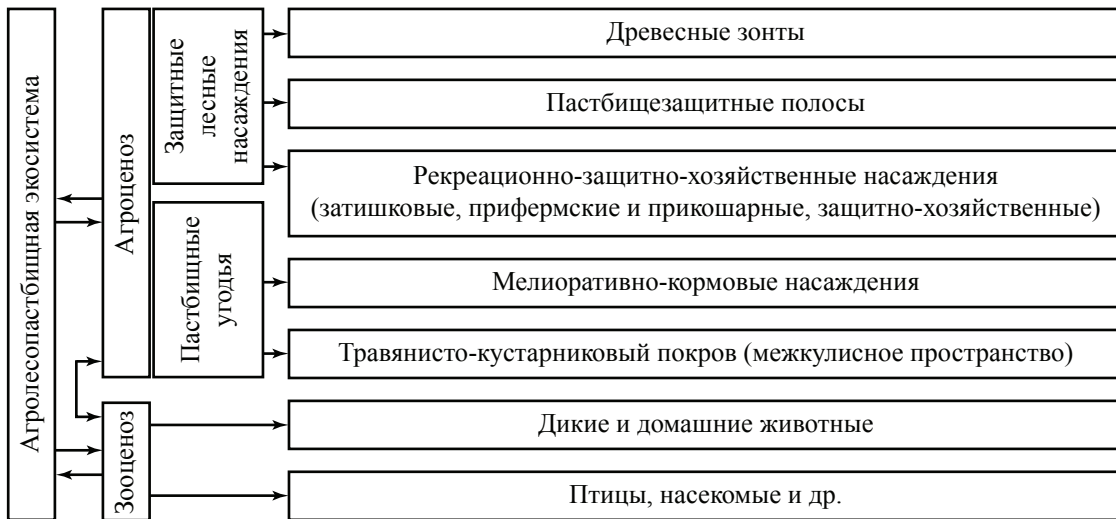 Агролесопастбищная экосистема
Агроценоз
Защитные
лесные
насаждения
Древесные зонты
Пастбищезащитные полосы
Рекреационно-защитно-хозяйственные насаждения
(затишковые, прифермские и прикошарные, защитно-хозяйственные)
Пастбищные
угодья
Мелиоративно-кормовые насаждения
Травянисто-кустарниковый покров (межкулисное пространство)
Зооценоз
Дикие и домашние животные
Птицы, насекомые и др.